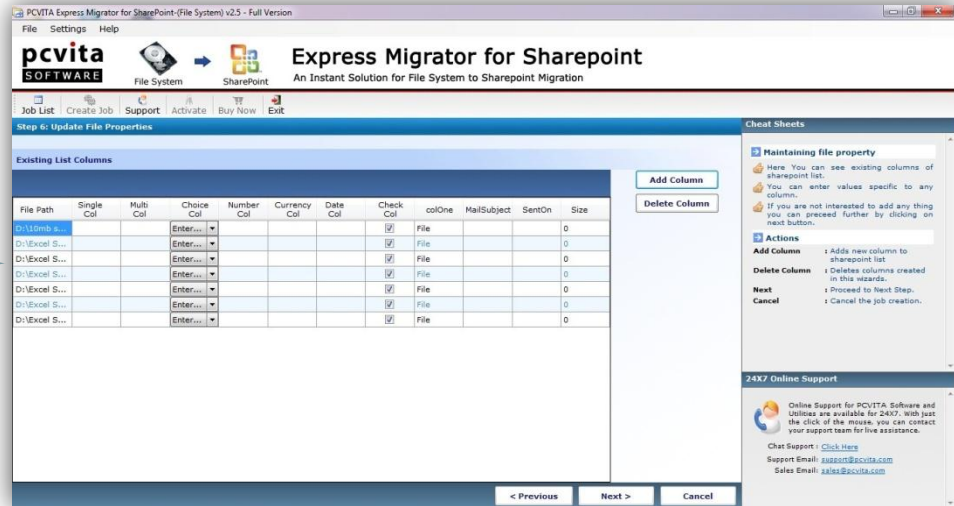 PCVITA Express Migrator for SharePoint-(File System) v2.5 - Full Version
File Settings Help
pcvita
SOFTWARE
File System
SharePoint
Express Migrator for Sharepoint
An Instant Solution for File System to Sharepoint Migration
Job List Create Job Support Activate Buy Now Exit
Step 6: Update File Properties
Existing List Columns
Add Column
Delete Column
File Path Single Col Multi Col Choice Col Number Col Currency Col Date Col Check Col colOne MailSubject SentOn Size
D:\10mb s... Enter... File 0
D:\Excel S... Enter... File 0
D:\Excel S... Enter... File 0
D:\Excel S... Enter... File 0
D:\Excel S... Enter... File 0
D:\Excel S... Enter... File 0
D:\Excel S... Enter... File 0
< Previous Next > Cancel
Cheat Sheets
Maintaining file property
Here You can see existing columns of
sharepoint list.
You can enter values specific to any
column.
If you are not interested to add any thing
you can preceed further by clicking on
next button.
Actions
Add Column : Adds new column to
sharepoint list
Delete Column : Deletes columns created
in this wizards.
Next : Proceed to Next Step.
Cancel : Cancel the job creation.
24X7 Online Support
Online Support for PCVITA Software and
Utilities are available for 24X7. With just
the click of the mouse, you can contact
your support team for live assistance.
Chat Support : Click Here
Support Email: support@pcvita.com
Sales Email: sales@pcvita.com